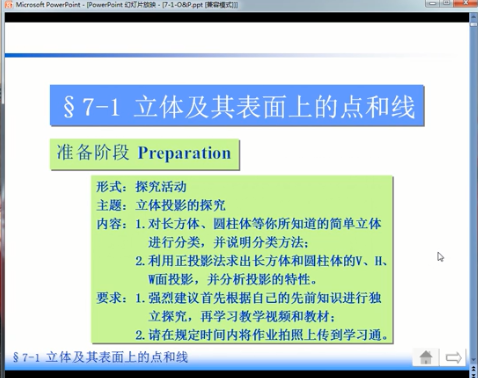 Microsoft PowerPoint - [PowerPoint 幻灯片放映 - [7-1-O&P.ppt [兼容模式]]]
§7-1 立体及其表面上的点和线
准备阶段 Preparation
形式：探究活动
主题：立体投影的探究
内容：1.对长方体、圆柱体等你所知道的简单立体
进行分类，并说明分类方法；
2.利用正投影法求出长方体和圆柱体的V、H、
W面投影，并分析投影的特性。
要求：1.强烈建议首先根据自己的先前知识进行独
立探究，再学习教学视频和教材；
2.请在规定时间内将作业拍照上传到学习通。
§7-1 立体及其表面上的点和线